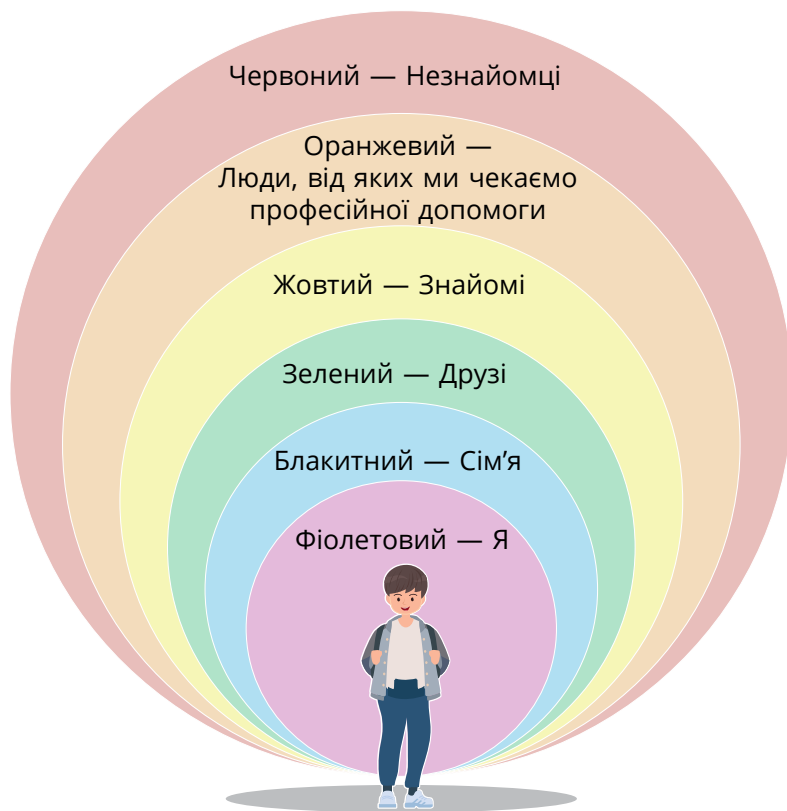 Червоний — Незнайомці
Оранжевий —
Люди, від яких ми чекаємо
професійної допомоги
Жовтий — Знайомі
Зелений — Друзі
Блакитний — Сім’я
Фіолетовий — Я